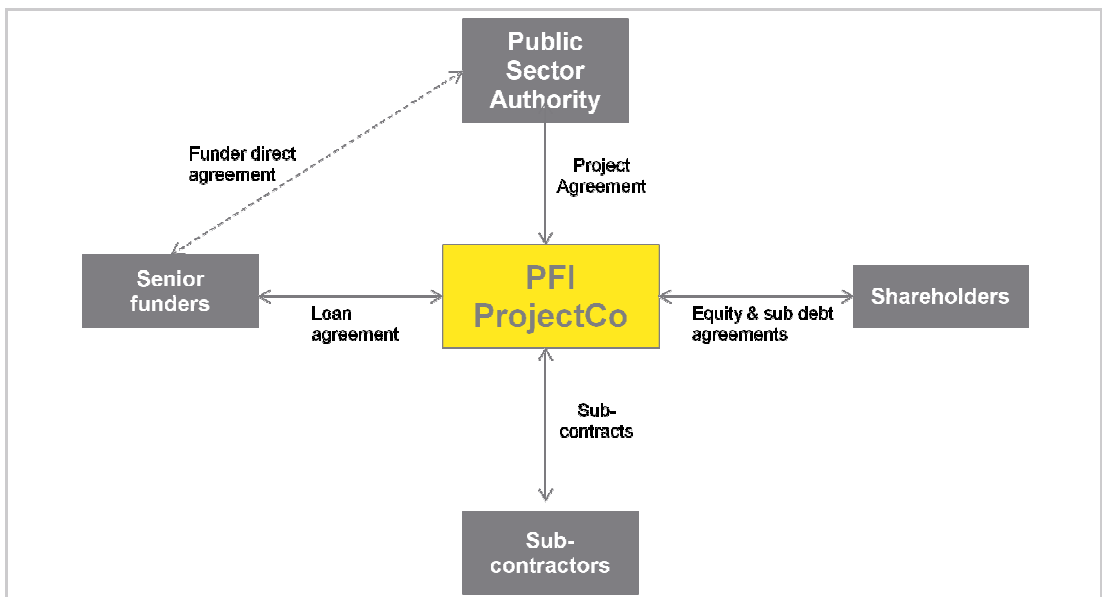 Public
Sector
Authority
Funder direct
agreement
Project
Agreement
Senior
funders
Loan
agreement
PFI
ProjectCo
Equity & sub debt
agreements
Shareholders
Sub-
contracts
Sub-
contractors